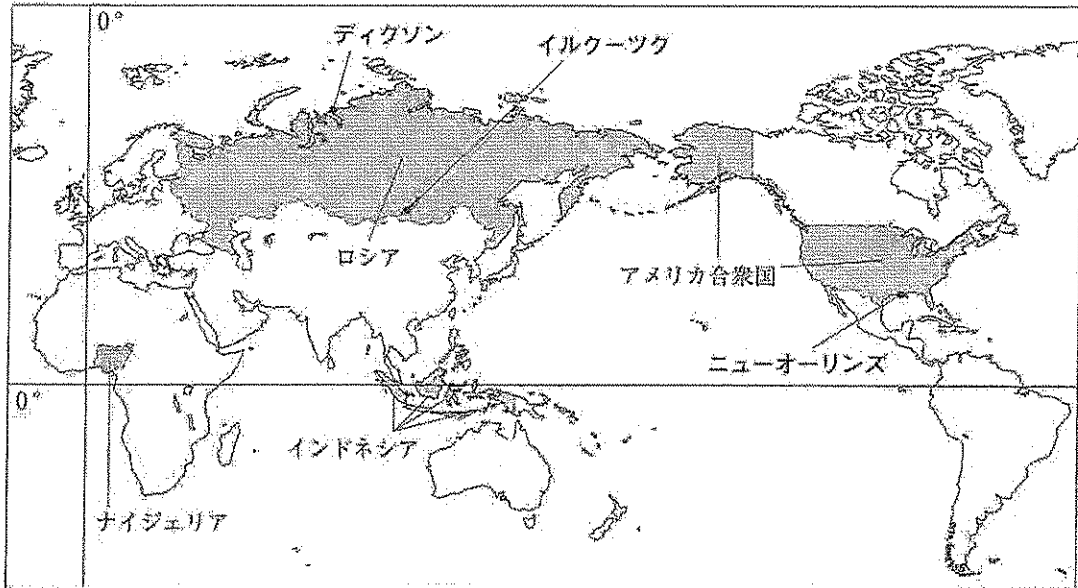 0°
ディクソン
イルクーツク
ロシア
アメリカ合衆国
ニューオーリンズ
0°
インドネシア
ナイジェリア